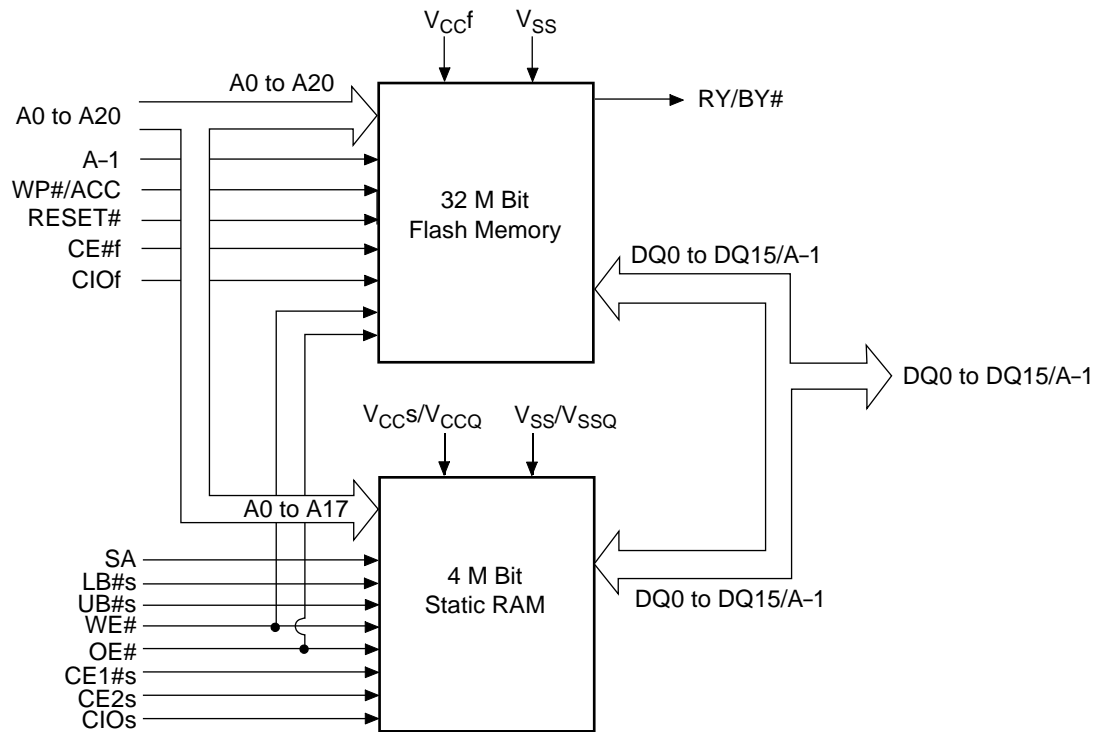 VCCf
VSS
A0 to A20
RY/BY#
A0 to A20
A–1
WP#/ACC
RESET#
CE#f
CIOf
32 M Bit
Flash Memory
DQ0 to DQ15/A–1
DQ0 to DQ15/A–1
VCCs/VCCQ
VSS/VSSQ
A0 to A17
SA
LB#s
UB#s
WE#
OE#
CE1#s
CE2s
CIOs
4 M Bit
Static RAM
DQ0 to DQ15/A–1